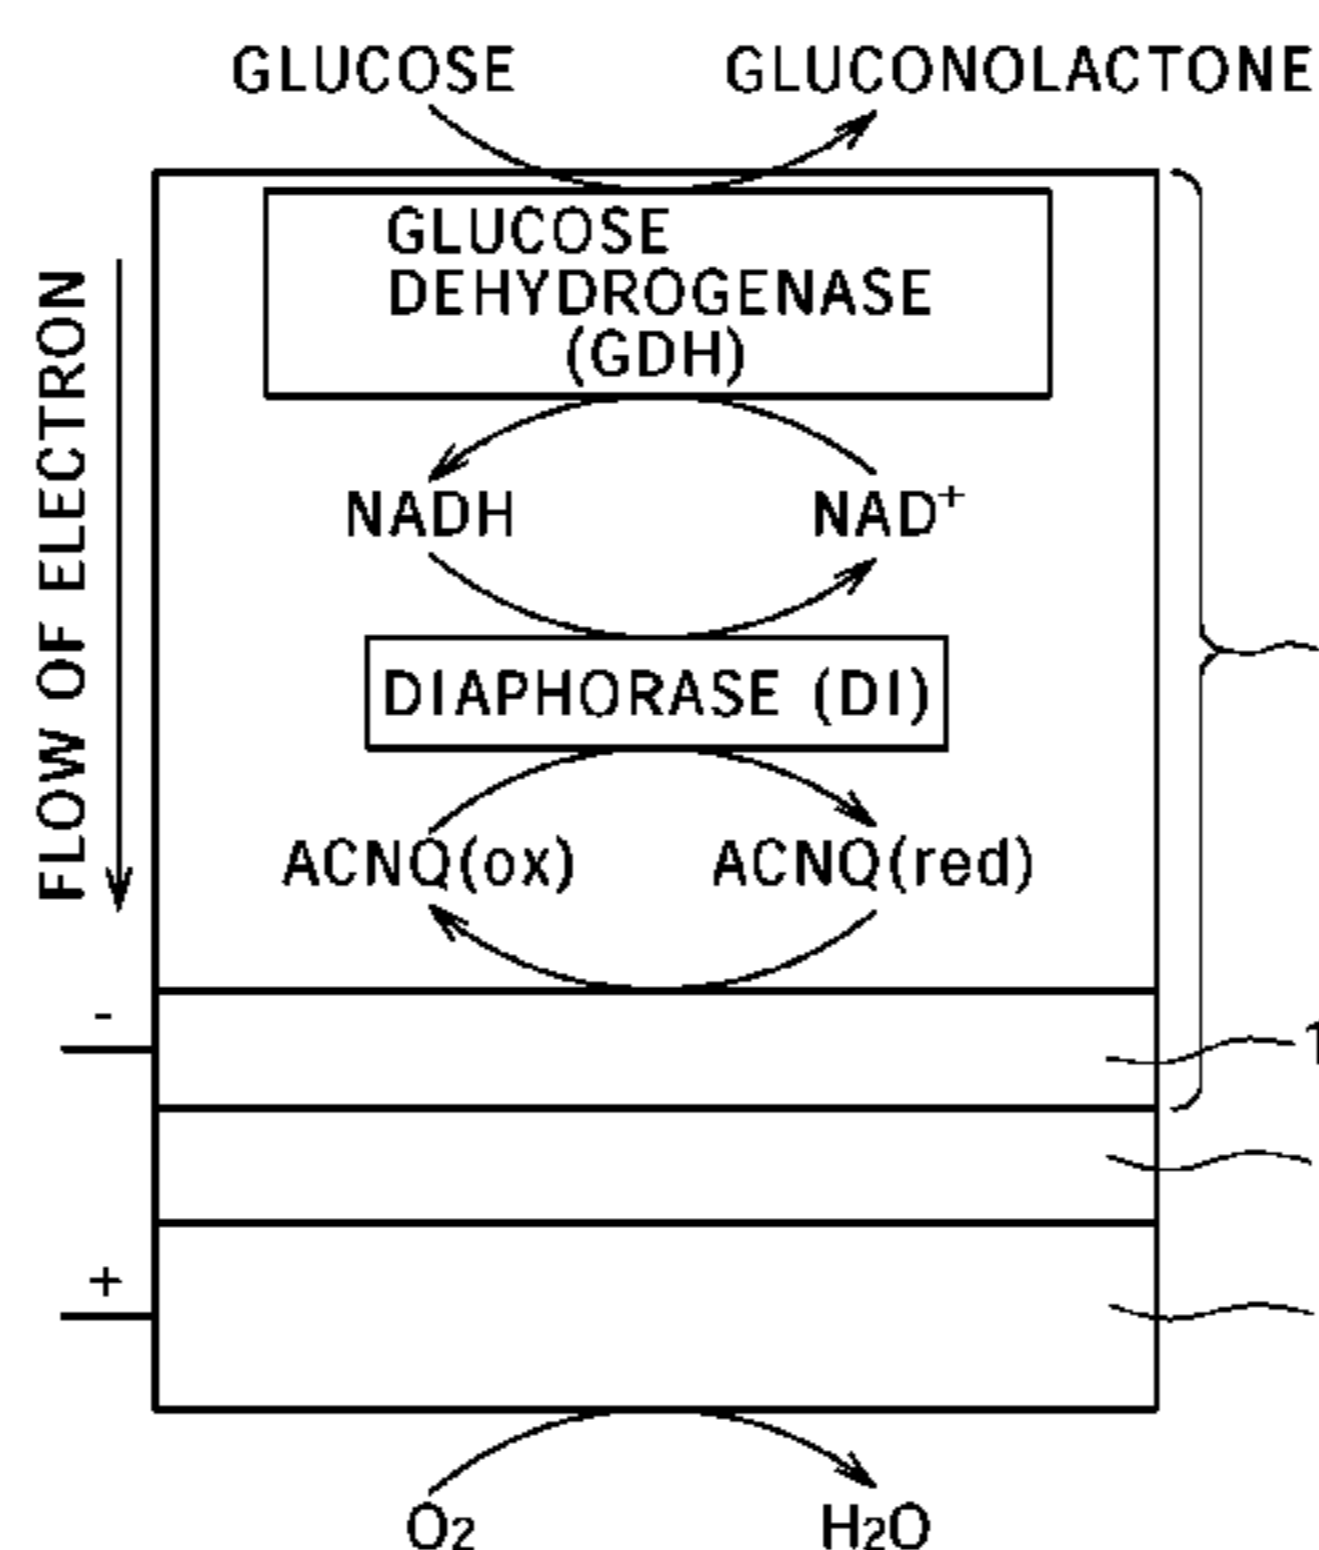 GLUCOSE GLUCONOLACTONE
GLUCOSE
DEHYDROGENASE
(GDH)
FLOW OF ELECTRON
NADH NAD+
DIAPHORASE (DI)
ACNQ(ox) ACNQ(red)
-
+
O2 H2O